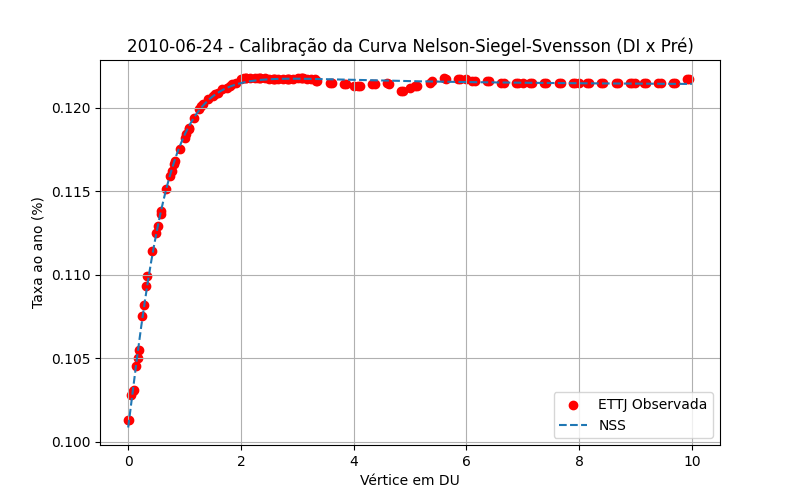 2010-06-24 - Calibração da Curva Nelson-Siegel-Svensson (DI x Pré)
Taxa ao ano (%)
0.120
0.115
0.110
0.105
0.100
ETTJ Observada
NSS
0 2 4 6 8 10
Vértice em DU